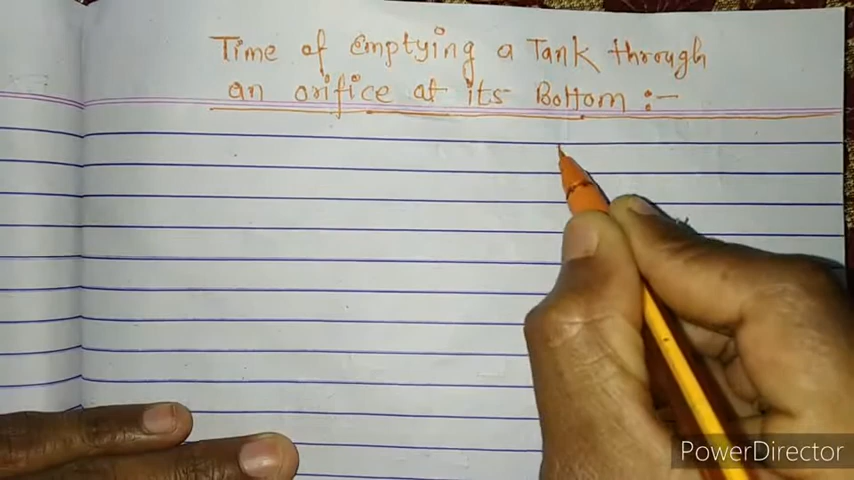 Time of emptying a Tank through
an orifice at its Bottom :-
PowerDirector